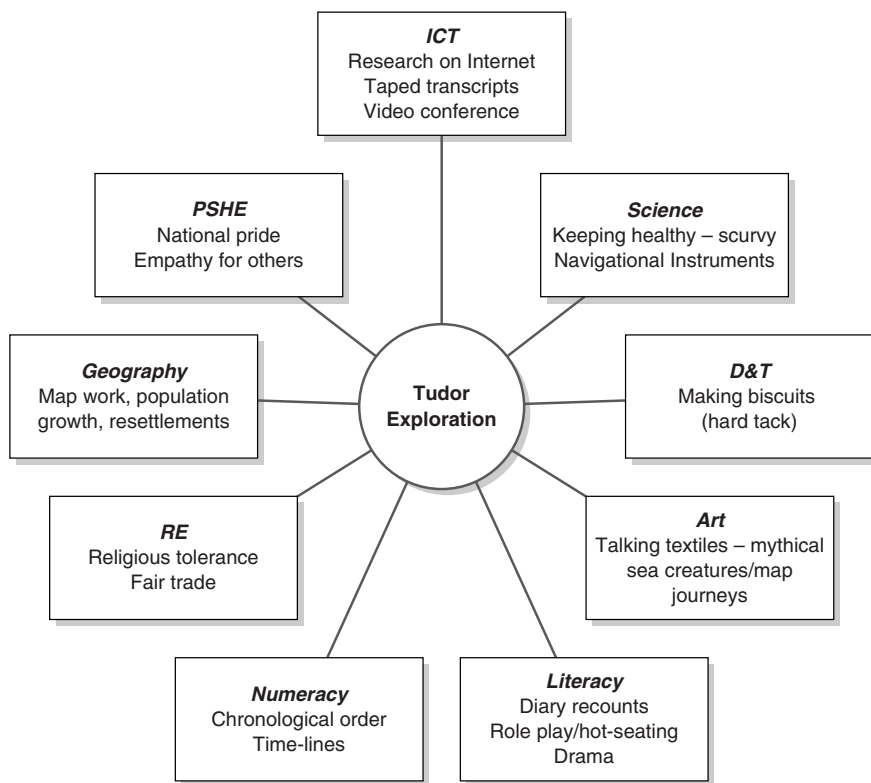 ICT
Research on Internet
Taped transcripts
Video conference
PSHE
National pride
Empathy for others
Science
Keeping healthy – scurvy
Navigational Instruments
Geography
Map work, population
growth, resettlements
Tudor
Exploration
D&T
Making biscuits
(hard tack)
RE
Religious tolerance
Fair trade
Art
Talking textiles – mythical
sea creatures/map
journeys
Numeracy
Chronological order
Time-lines
Literacy
Diary recounts
Role play/hot-seating
Drama